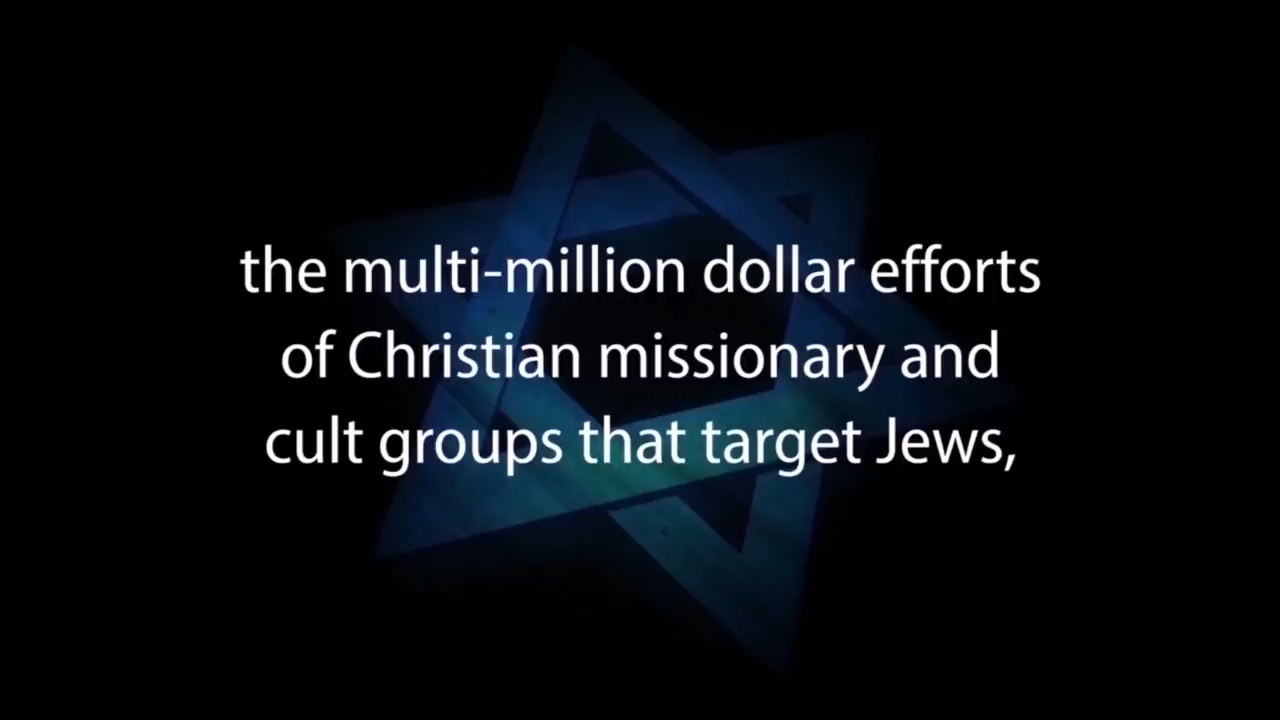 the multi-million dollar efforts
of Christian missionary and
cult groups that target Jews,